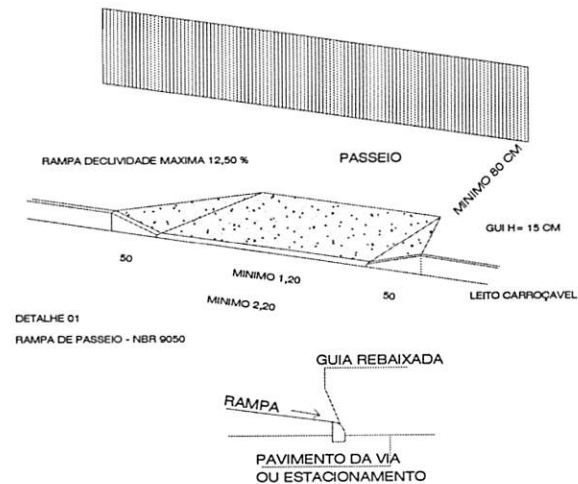 RAMPA DECLIVIDADE MAXIMA 12,50 %
PASSEIO
MINIMO 80 CM
GUI H= 15 CM
50
MINIMO 1,20
50
LEITO CARROÇAVEL
MINIMO 2,20
DETALHE 01
RAMPA DE PASSEIO - NBR 9050
GUIA REBAIXADA
RAMPA
PAVIMENTO DA VIA
OU ESTACIONAMENTO